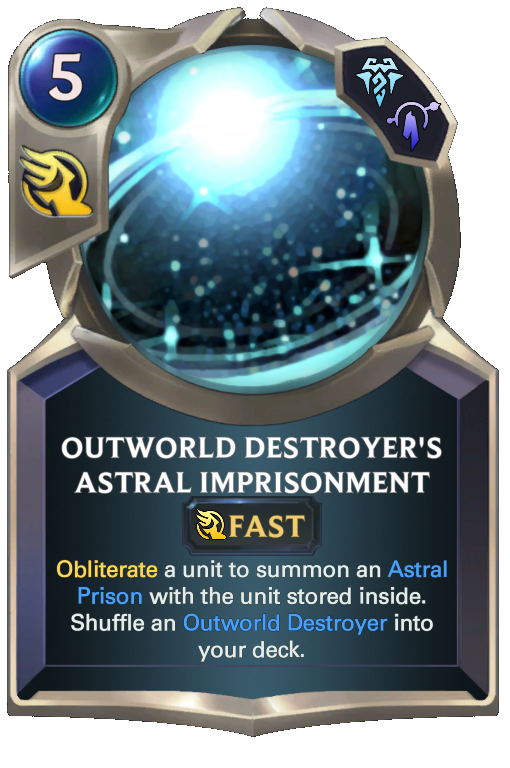 5
OUTWORLD DESTROYER'S
ASTRAL IMPRISONMENT
FAST
Obliterate a unit to summon an Astral
Prison with the unit stored inside.
Shuffle an Outworld Destroyer into
your deck.